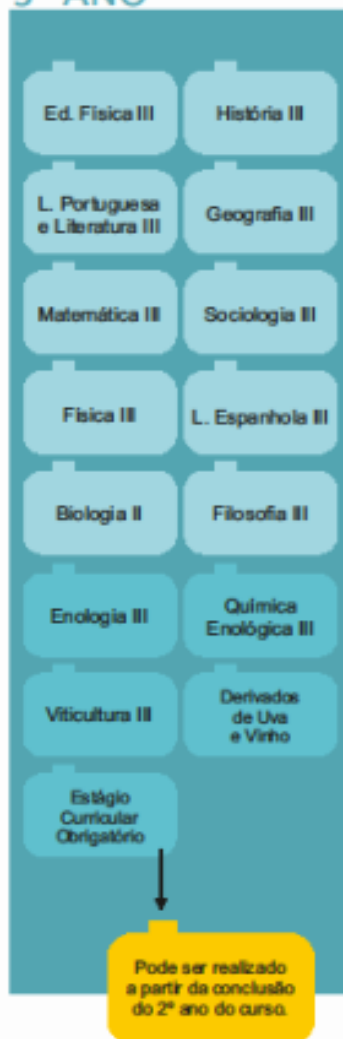 3º ANO
Ed. Física III
História III
L. Portuguesa
e Literatura III
Geografia III
Matemática III
Sociologia III
Física III
L. Espanhola III
Biologia II
Filosofia III
Enologia III
Química
Enológica III
Viticultura III
Derivados
de Uva
e Vinho
Estágio
Curricular
Obrigatório
Pode ser realizado
a partir da conclusão
do 2º ano do curso.